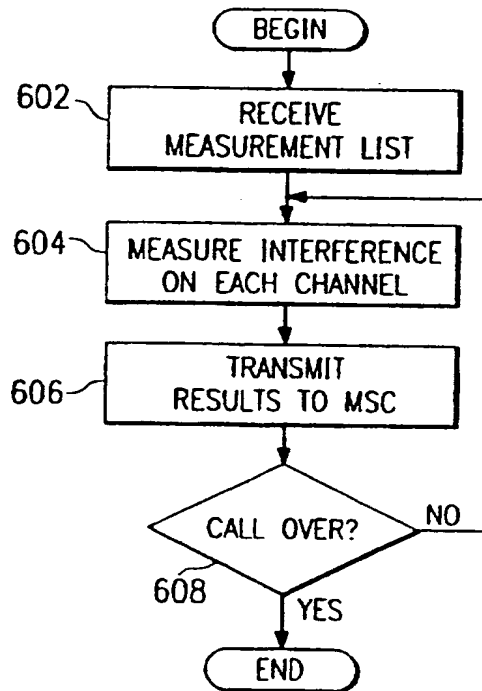 BEGIN
602
RECEIVE
MEASUREMENT LIST
604
MEASURE INTERFERENCE
ON EACH CHANNEL
606
TRANSMIT
RESULTS TO MSC
CALL OVER?
NO
608
YES
END